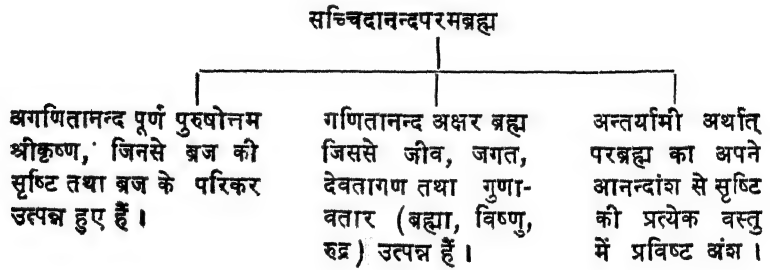 सच्चिदानन्दपरमब्रह्म
अगणितानन्द पूर्ण पुरुषोत्तम
श्रीकृष्ण, जिनसे ब्रज की
सृष्टि तथा ब्रज के परिकर
उत्पन्न हुए हैं ।
गणितानन्द अक्षर ब्रह्म
जिससे जीव, जगत,
देवतागण तथा गुणा-
वतार (ब्रह्मा, विष्णु,
रुद्र) उत्पन्न हैं ।
अन्तर्यामी अर्थात्
परब्रह्म का अपने
आनन्दांश से सृष्टि
की प्रत्येक वस्तु
में प्रविष्ट अंश ।